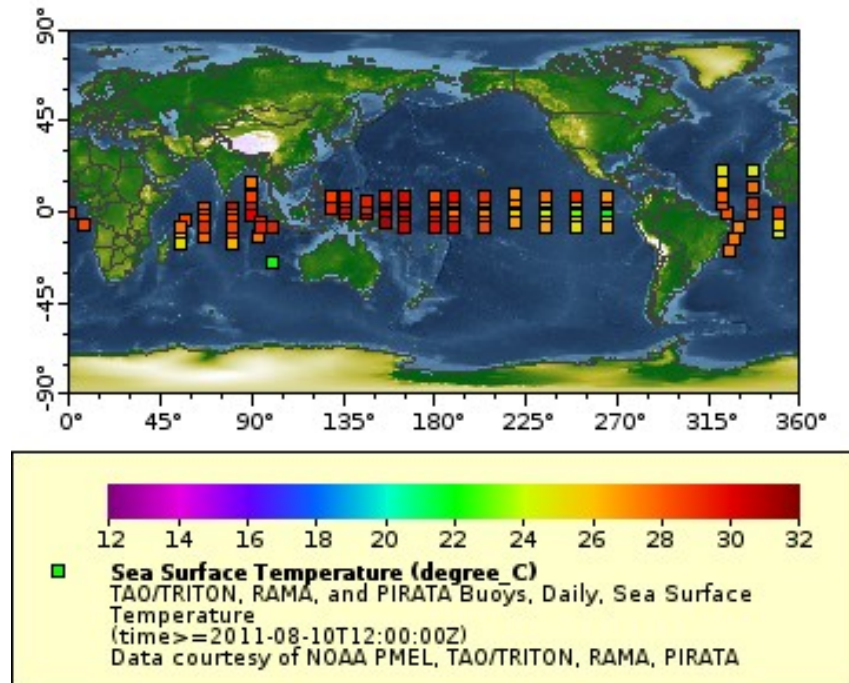 90°
45°
0°
-45°
-90°
0° 45° 90° 135° 180° 225° 270° 315° 360°
12 14 16 18 20 22 24 26 28 30 32
Sea Surface Temperature (degree_C)
TAO/TRITON, RAMA, and PIRATA Buoys, Daily, Sea Surface
Temperature
(time>=2011-08-10T12:00:00Z)
Data courtesy of NOAA PMEL, TAO/TRITON, RAMA, PIRATA